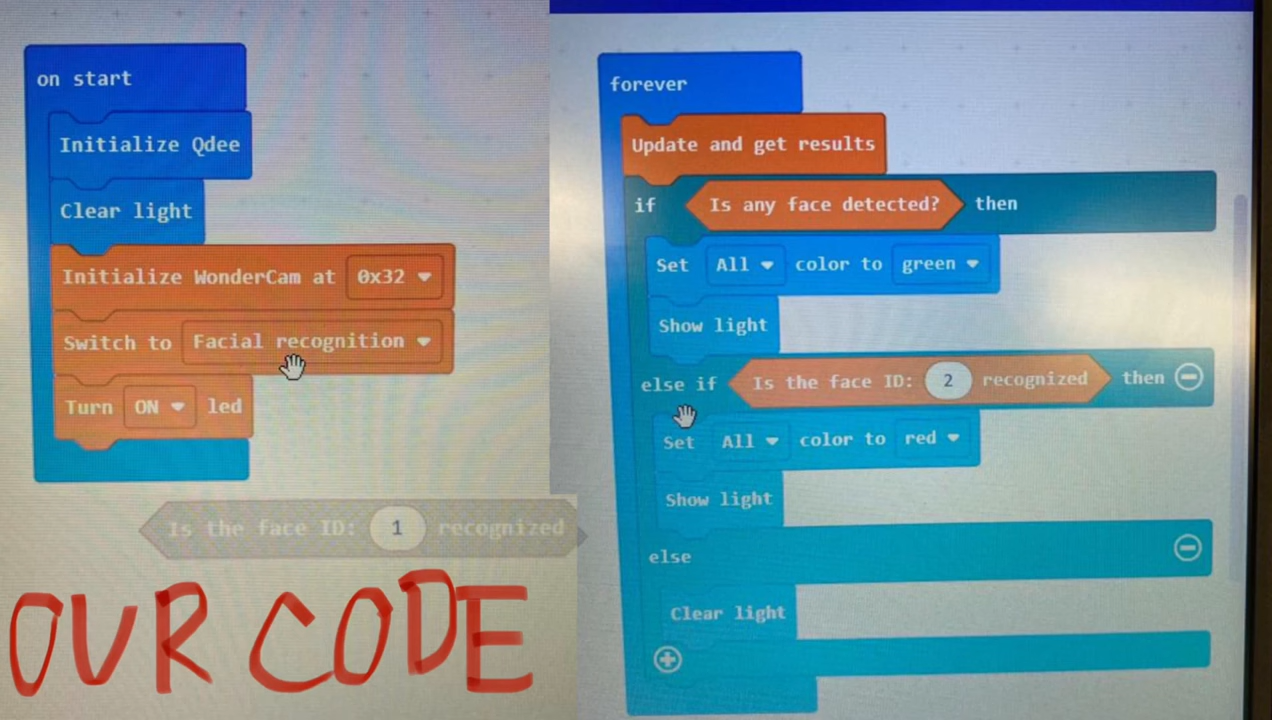 on start
Initialize Qdee
Clear light
Initialize WonderCam at 0x32
Switch to Facial recognition
Turn ON led
Is the face ID: 1 recognized
OUR CODE
forever
Update and get results
if Is any face detected? then
Set All color to green
Show light
else if Is the face ID: 2 recognized then
Set All color to red
Show light
else
Clear light